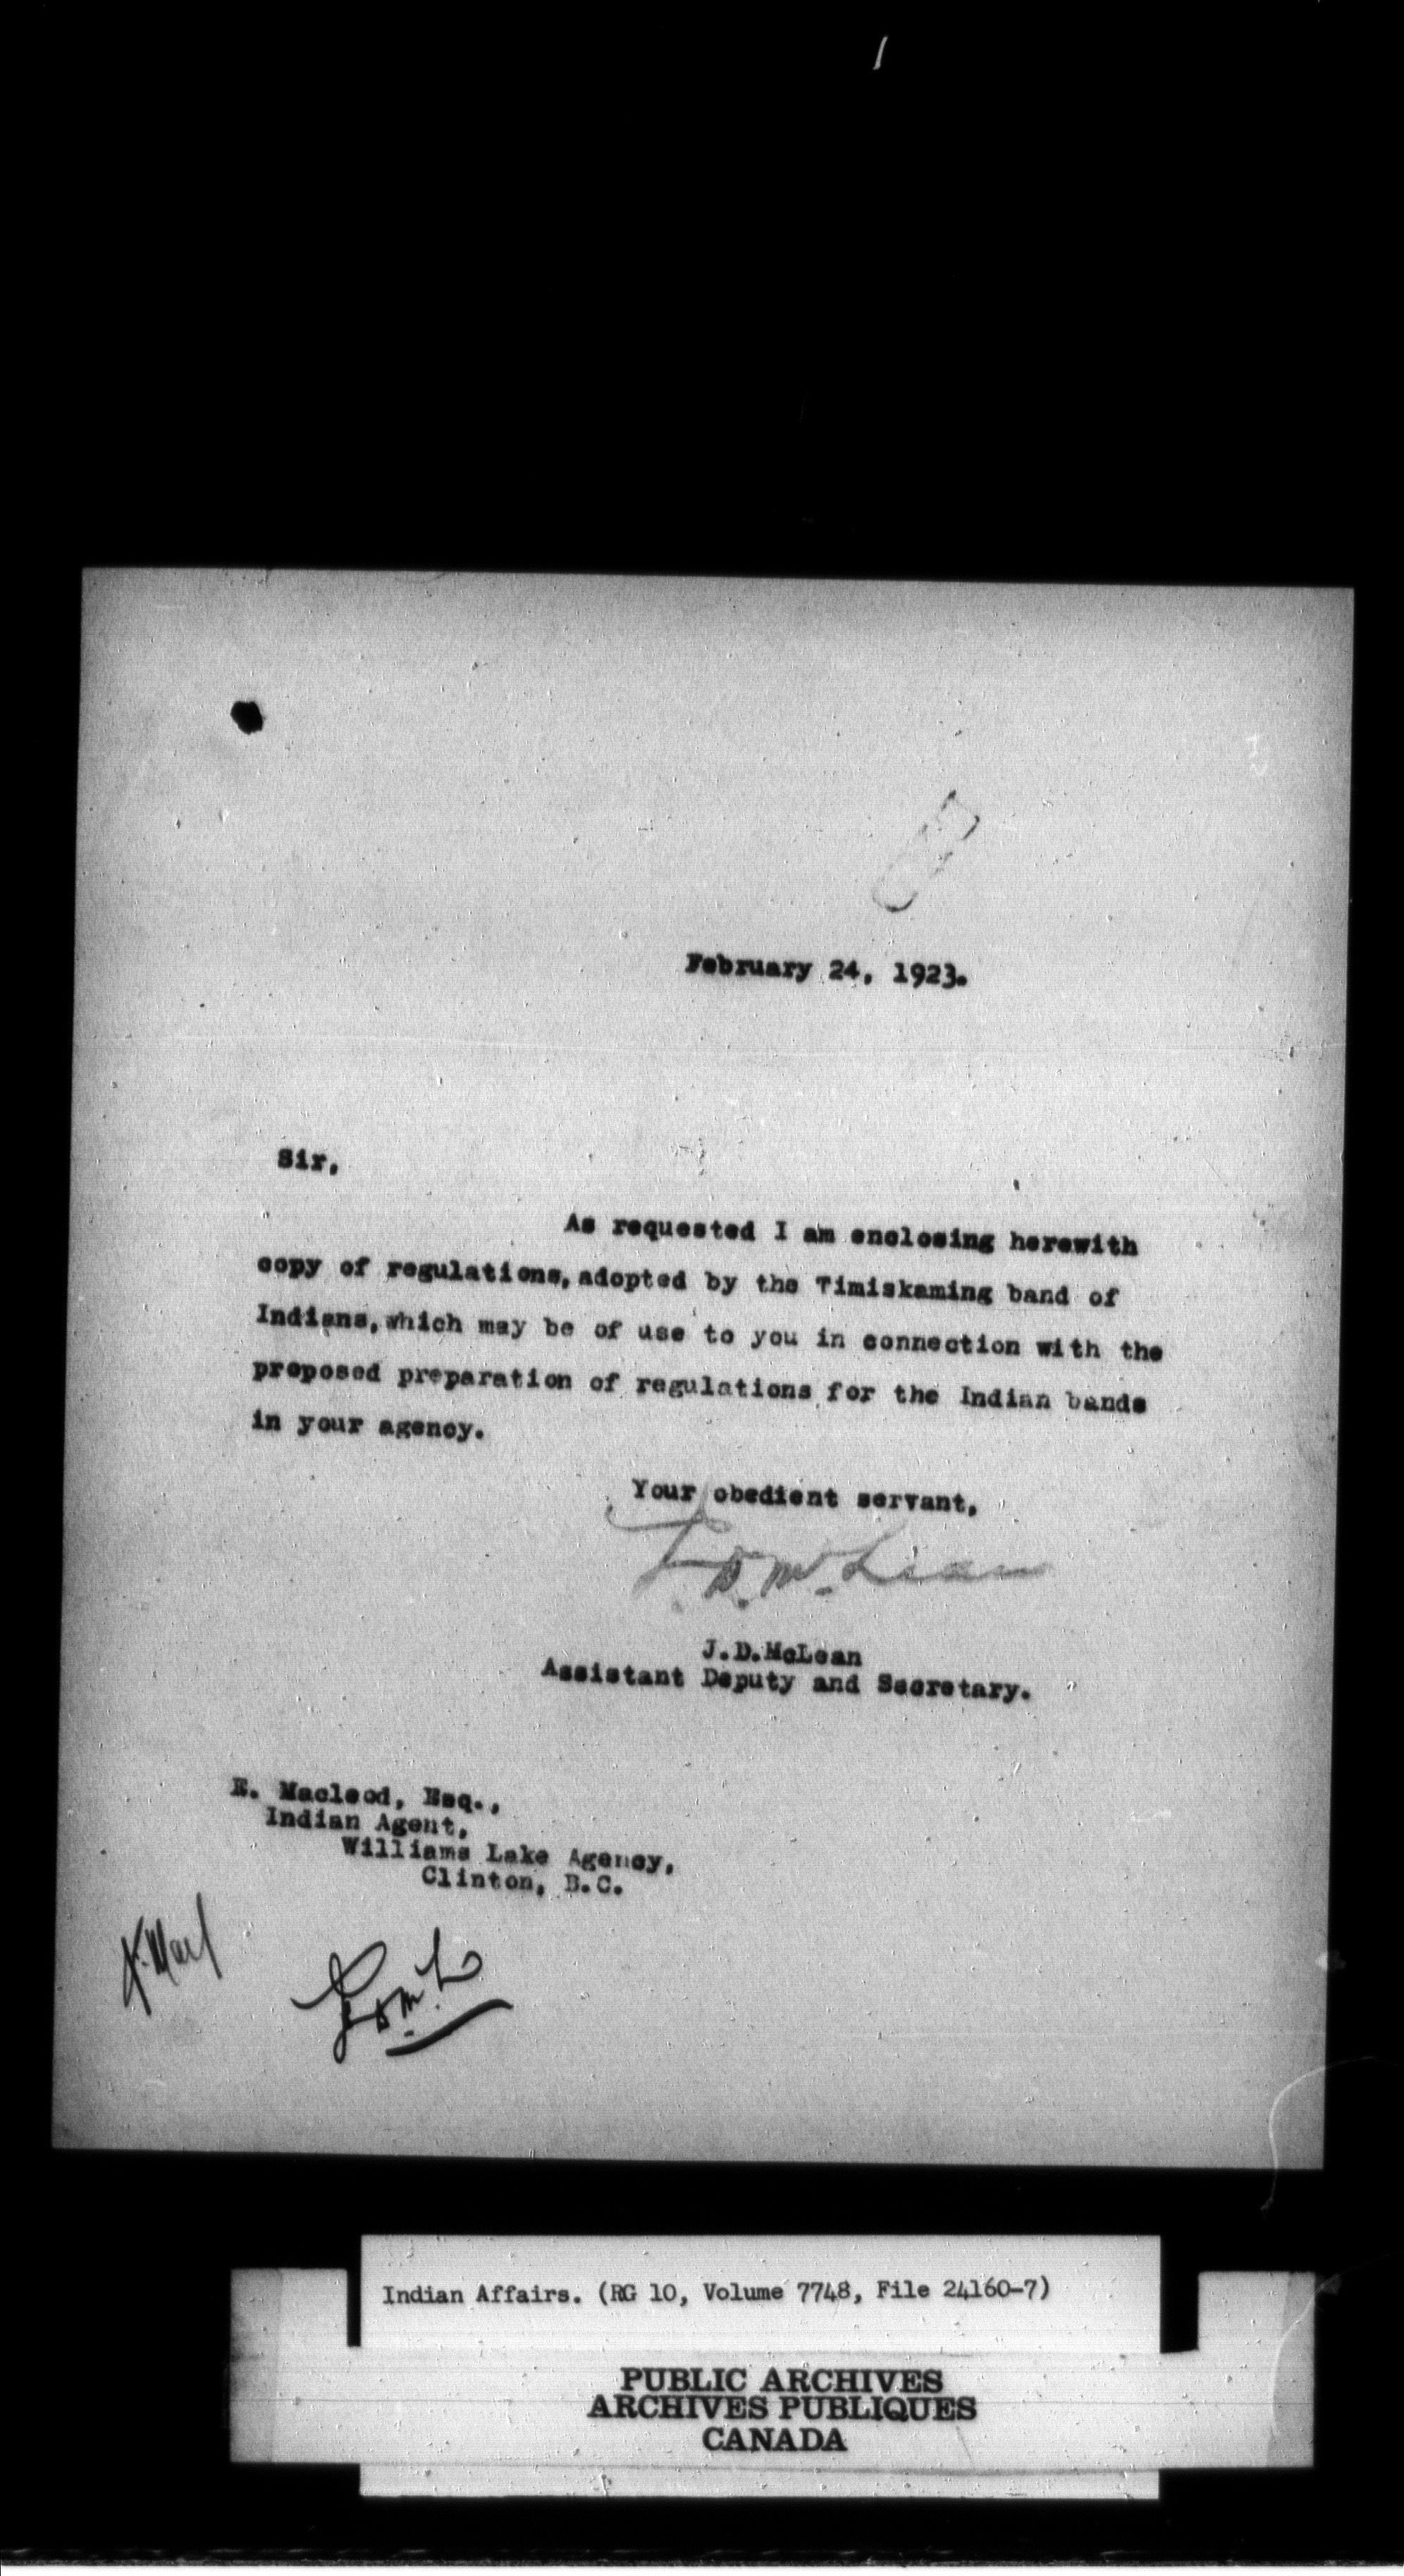 February 24, 1923.
Sir,
As requested I am enclosing herewith
copy of regulations, adopted by the Timiskaming band of
Indians, which may be of use to you in connection with the
proposed preparation of regulations for the Indian bands
in your agency.
Your obedient servant,
J. D. McLean
J.D.McLean
Assistant Deputy and Secretary.
E. Macleod, Esq.,
Indian Agent,
Williams Lake Agency,
Clinton, B.C.
Indian Affairs. (RG 10, Volume 7748, File 24160-7)
PUBLIC ARCHIVES
ARCHIVES PUBLIQUES
CANADA